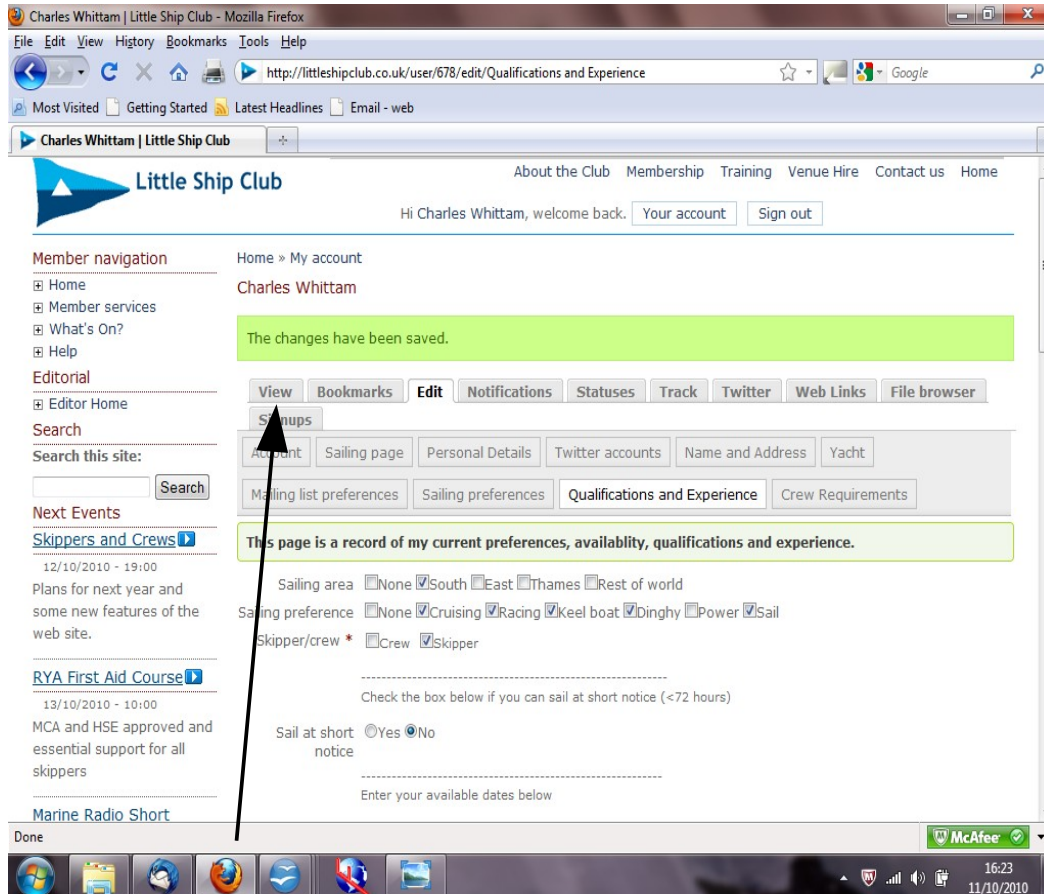 Charles Whittam | Little Ship Club - Mozilla Firefox
File Edit View History Bookmarks Tools Help
http://littleshipclub.co.uk/user/678/edit/Qualifications and Experience
Google
Most Visited Getting Started Latest Headlines Email - web
Charles Whittam | Little Ship Club
Little Ship Club
About the Club Membership Training Venue Hire Contact us Home
Hi Charles Whittam, welcome back. Your account Sign out
Member navigation
Home
Member services
What's On?
Help
Editorial
Editor Home
Search
Search this site:
Search
Next Events
Skippers and Crews
12/10/2010 - 19:00
Plans for next year and
some new features of the
web site.
RYA First Aid Course
13/10/2010 - 10:00
MCA and HSE approved and
essential support for all
skippers
Marine Radio Short
Home » My account
Charles Whittam
The changes have been saved.
View Bookmarks Edit Notifications Statuses Track Twitter Web Links File browser
Signups
Account Sailing page Personal Details Twitter accounts Name and Address Yacht
Mailing list preferences Sailing preferences Qualifications and Experience Crew Requirements
This page is a record of my current preferences, availablity, qualifications and experience.
Sailing area None South East Thames Rest of world
Sailing preference None Cruising Racing Keel boat Dinghy Power Sail
Skipper/crew * Crew Skipper
-------------------------------------------------------------
Check the box below if you can sail at short notice (<72 hours)
Sail at short Yes No
notice
------------------------------------------------------------
Enter your available dates below
Done
McAfee
16:23
11/10/2010